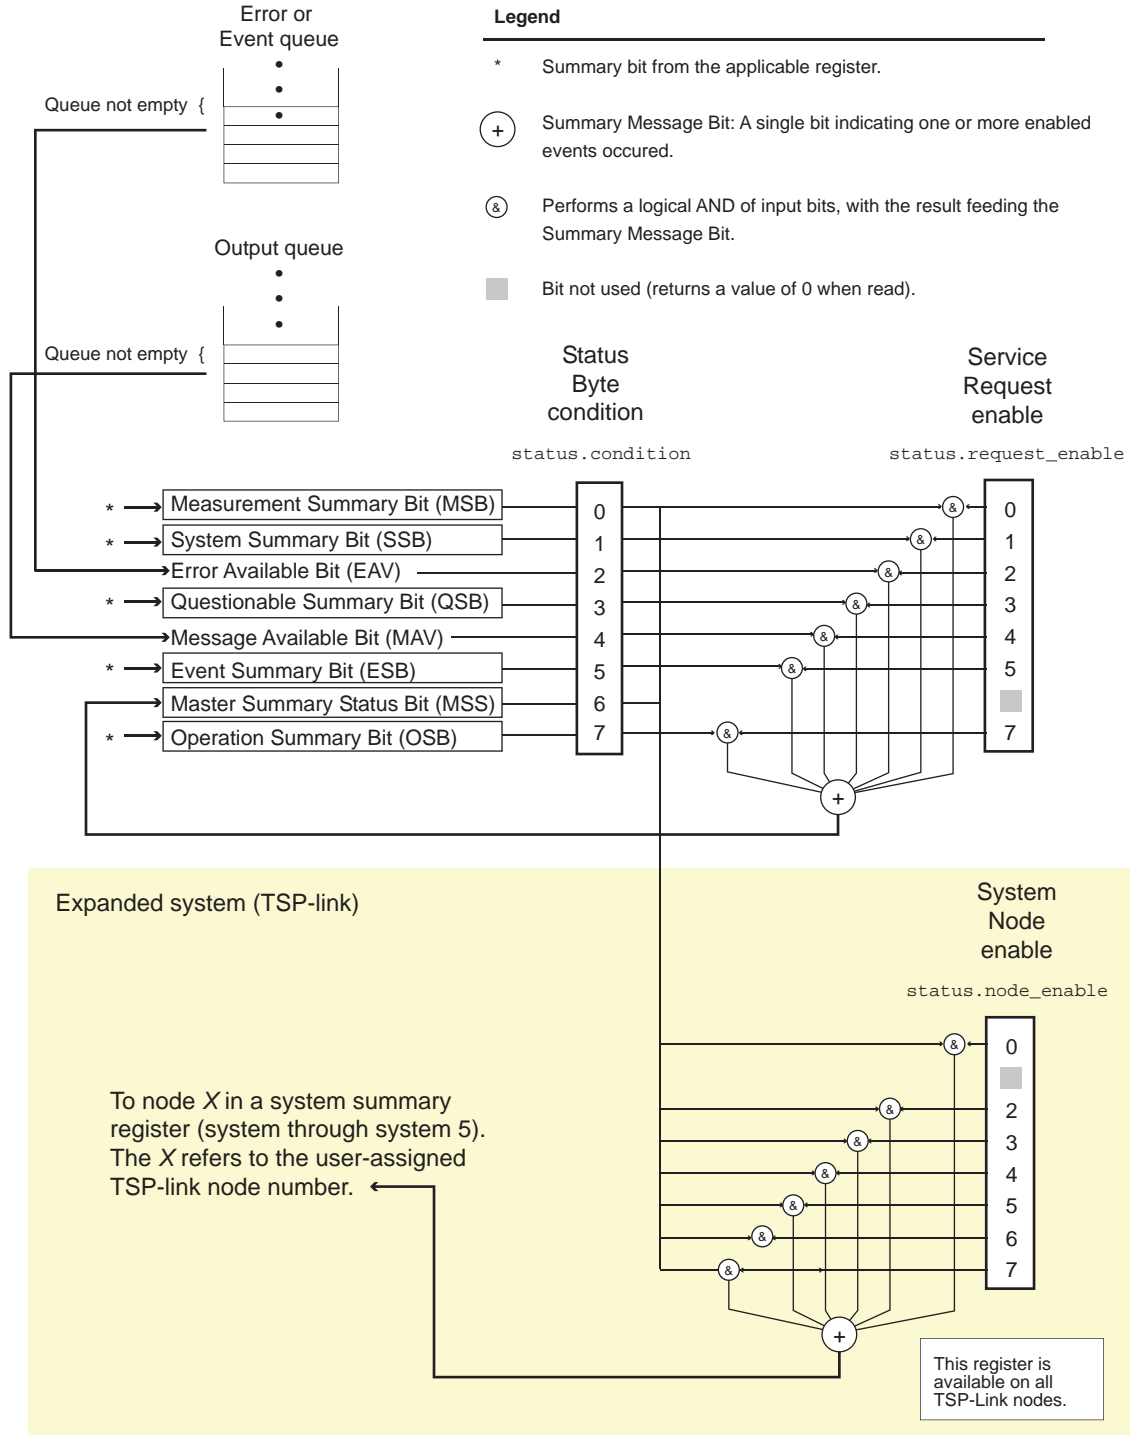 Error or
Event queue
Queue not empty {
Output queue
Queue not empty {
Legend
* Summary bit from the applicable register.
+ Summary Message Bit: A single bit indicating one or more enabled
events occured.
& Performs a logical AND of input bits, with the result feeding the
Summary Message Bit.
Bit not used (returns a value of 0 when read).
Status
Byte
condition
status.condition
Service
Request
enable
status.request_enable
* Measurement Summary Bit (MSB) 0 & 0
* System Summary Bit (SSB) 1 & 1
Error Available Bit (EAV) 2 & 2
* Questionable Summary Bit (QSB) 3 & 3
Message Available Bit (MAV) 4 & 4
* Event Summary Bit (ESB) 5 & 5
Master Summary Status Bit (MSS) 6
* Operation Summary Bit (OSB) 7 & 7
+
Expanded system (TSP-link)
System
Node
enable
status.node_enable
& 0
& 2
& 3
& 4
& 5
& 6
& 7
+
To node X in a system summary
register (system through system 5).
The X refers to the user-assigned
TSP-link node number.
This register is
available on all
TSP-Link nodes.